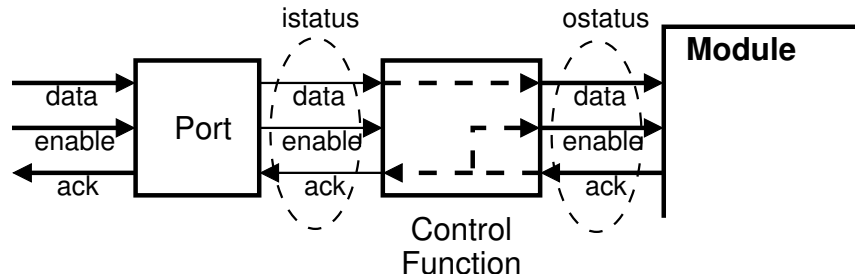 istatus
ostatus
Module
data
data
data
Port
enable
enable
enable
ack
ack
ack
Control
Function